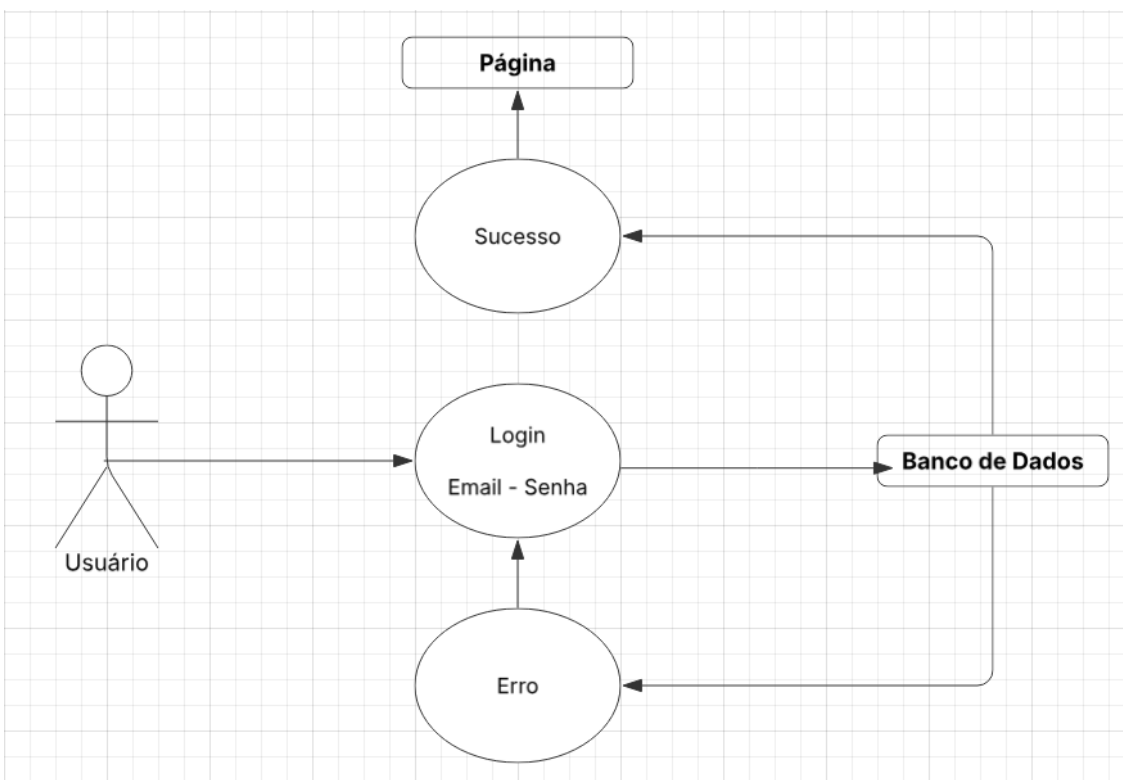 Página
Sucesso
Login
Email - Senha
Banco de Dados
Usuário
Erro